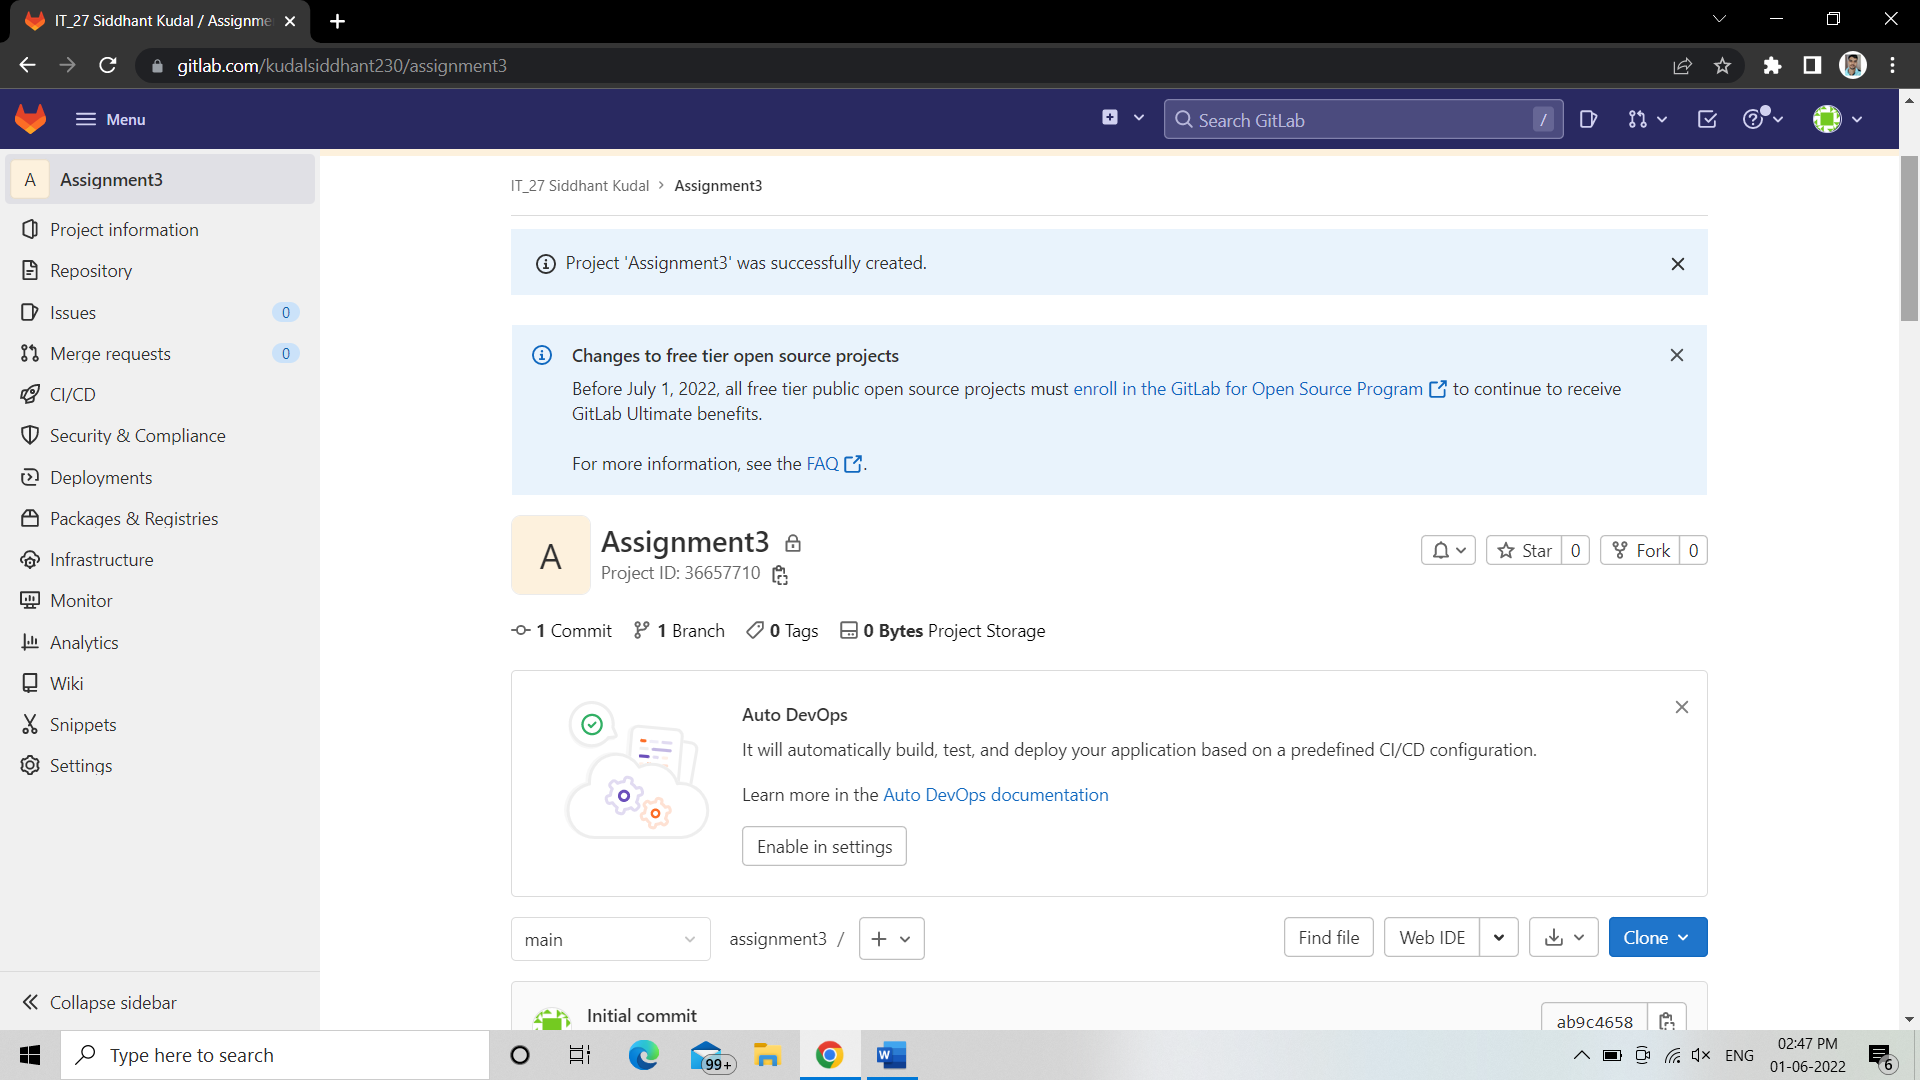 IT_27 Siddhant Kudal / Assignme
gitlab.com/kudalsiddhant230/assignment3
Menu
Search GitLab
/
A Assignment3
Project information
Repository
Issues 0
Merge requests 0
CI/CD
Security & Compliance
Deployments
Packages & Registries
Infrastructure
Monitor
Analytics
Wiki
Snippets
Settings
Collapse sidebar
IT_27 Siddhant Kudal > Assignment3
Project 'Assignment3' was successfully created.
Changes to free tier open source projects
Before July 1, 2022, all free tier public open source projects must enroll in the GitLab for Open Source Program to continue to receive
GitLab Ultimate benefits.
For more information, see the FAQ .
A
Assignment3
Project ID: 36657710
Star 0
Fork 0
1 Commit 1 Branch 0 Tags 0 Bytes Project Storage
Auto DevOps
It will automatically build, test, and deploy your application based on a predefined CI/CD configuration.
Learn more in the Auto DevOps documentation
Enable in settings
main
assignment3 /
Find file
Web IDE
Clone
Initial commit
ab9c4658
Type here to search
99+
W
ENG
02:47 PM
01-06-2022
6